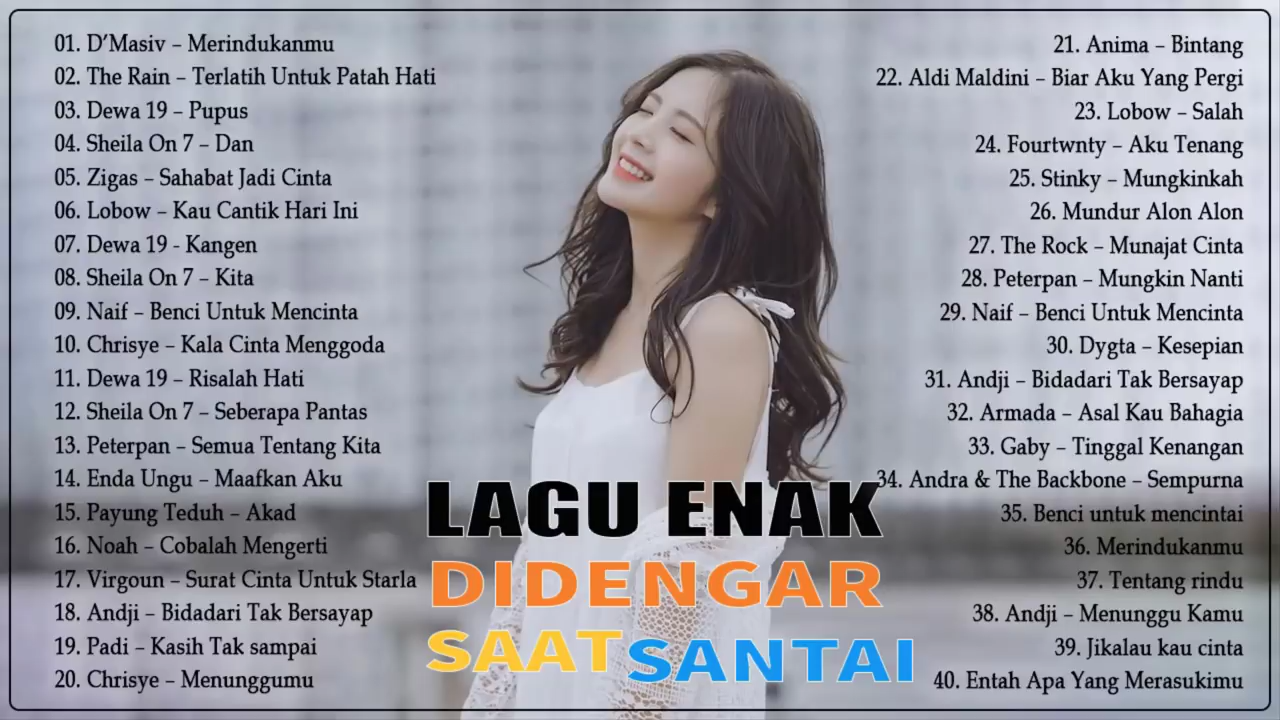 01. D'Masiv – Merindukanmu
02. The Rain – Terlatih Untuk Patah Hati
03. Dewa 19 – Pupus
04. Sheila On 7 – Dan
05. Zigas – Sahabat Jadi Cinta
06. Lobow – Kau Cantik Hari Ini
07. Dewa 19 - Kangen
08. Sheila On 7 – Kita
09. Naif – Benci Untuk Mencinta
10. Chrisye – Kala Cinta Menggoda
11. Dewa 19 – Risalah Hati
12. Sheila On 7 – Seberapa Pantas
13. Peterpan – Semua Tentang Kita
14. Enda Ungu – Maafkan Aku
15. Payung Teduh – Akad
16. Noah – Cobalah Mengerti
17. Virgoun – Surat Cinta Untuk Starla
18. Andji – Bidadari Tak Bersayap
19. Padi – Kasih Tak sampai
20. Chrisye – Menunggumu
21. Anima – Bintang
22. Aldi Maldini – Biar Aku Yang Pergi
23. Lobow – Salah
24. Fourtwnty – Aku Tenang
25. Stinky – Mungkinkah
26. Mundur Alon Alon
27. The Rock – Munajat Cinta
28. Peterpan – Mungkin Nanti
29. Naif – Benci Untuk Mencinta
30. Dygta – Kesepian
31. Andji – Bidadari Tak Bersayap
32. Armada – Asal Kau Bahagia
33. Gaby – Tinggal Kenangan
34. Andra & The Backbone – Sempurna
35. Benci untuk mencintai
36. Merindukanmu
37. Tentang rindu
38. Andji – Menunggu Kamu
39. Jikalau kau cinta
40. Entah Apa Yang Merasukimu
LAGU ENAK
DIDENGAR
SAAT SANTAI